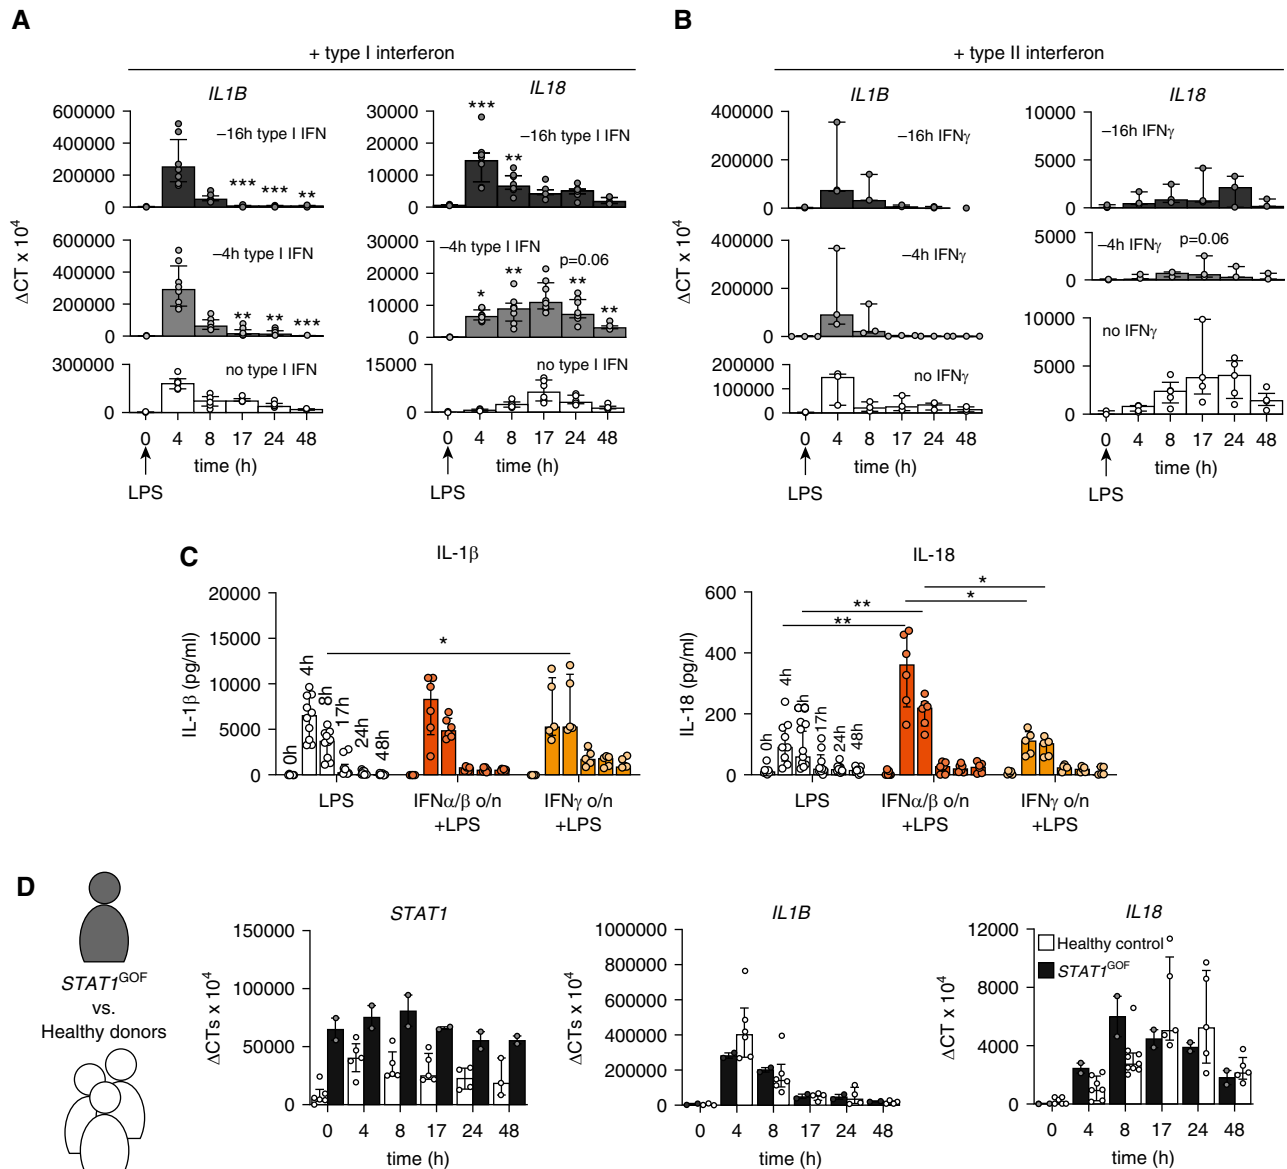 A
+ type I interferon
IL1B
IL18
600000
400000
200000
0
–16h type I IFN
*** *** **
30000
20000
10000
0
***
**
–16h type I IFN
ΔCT x 10⁴
600000
400000
200000
0
–4h type I IFN
** ** ***
30000
20000
10000
0
–4h type I IFN
p=0.06
* ** ** **
300000
0
no type I IFN
15000
0
no type I IFN
0 4 8 17 24 48
time (h)
LPS
0 4 8 17 24 48
time (h)
LPS
B
+ type II interferon
IL1B
IL18
400000
200000
0
–16h IFNγ
10000
5000
0
–16h IFNγ
ΔCT x 10⁴
400000
200000
0
–4h IFNγ
5000
0
–4h IFNγ
p=0.06
200000
100000
0
no IFNγ
10000
5000
0
no IFNγ
0 4 8 17 24 48
time (h)
LPS
0 4 8 17 24 48
time (h)
LPS
C
IL-1β
IL-1β (pg/ml)
20000
15000
10000
5000
0
*
0h 4h 8h 17h 24h 48h
LPS
IFNα/β o/n
+LPS
IFNγ o/n
+LPS
IL-18
IL-18 (pg/ml)
600
400
200
0
*
*
**
**
0h 4h 17h 24h 48h
LPS
IFNα/β o/n
+LPS
IFNγ o/n
+LPS
D
STAT1ᴳᴼᶠ
vs.
Healthy donors
STAT1
ΔCTs x 10⁴
150000
100000
50000
0
0 4 8 17 24 48
time (h)
IL1B
ΔCTs x 10⁴
1000000
800000
600000
400000
200000
0
0 4 8 17 24 48
time (h)
IL18
ΔCT x 10⁴
12000
8000
4000
0
Healthy control
STAT1ᴳᴼᶠ
0 4 8 17 24 48
time (h)